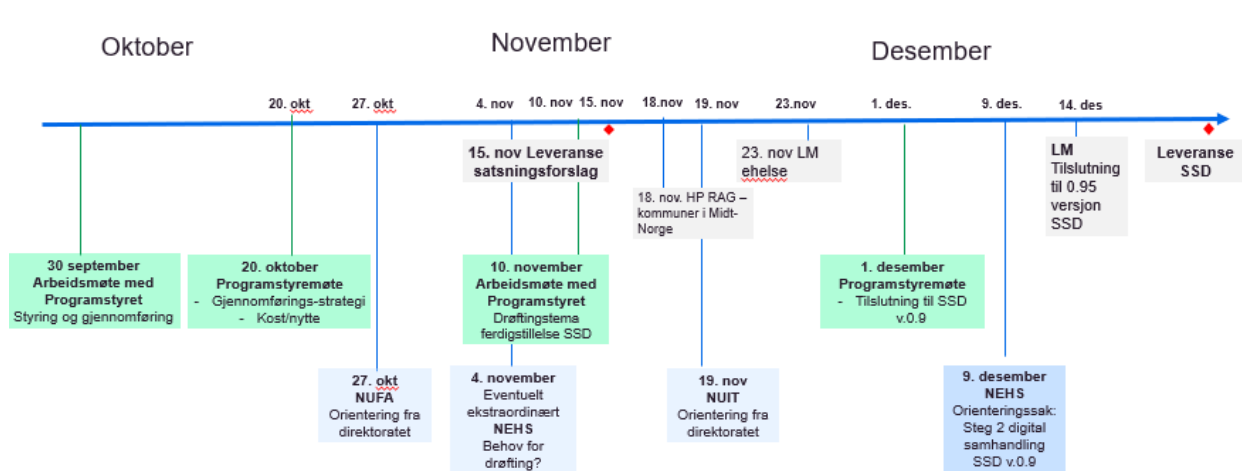 Oktober
November
Desember
20. okt
27. okt
4. nov
10. nov
15. nov
18.nov
19. nov
23.nov
1. des.
9. des.
14. des
15. nov Leveranse
satsningsforslag
18. nov. HP RAG –
kommuner i Midt-
Norge
23. nov LM
ehelse
LM
Tilslutning
til 0.95
versjon
SSD
Leveranse
SSD
30 september
Arbeidsmøte med
Programstyret
Styring og gjennomføring
20. oktober
Programstyremøte
- Gjennomførings-strategi
- Kost/nytte
10. november
Arbeidsmøte med
Programstyret
Drøftingstema
ferdigstillelse SSD
1. desember
Programstyremøte
- Tilslutning til SSD
v.0.9
27. okt
NUFA
Orientering fra
direktoratet
4. november
Eventuelt
ekstraordinært
NEHS
Behov for
drøfting?
19. nov
NUIT
Orientering fra
direktoratet
9. desember
NEHS
Orienteringssak:
Steg 2 digital
samhandling
SSD v.0.9